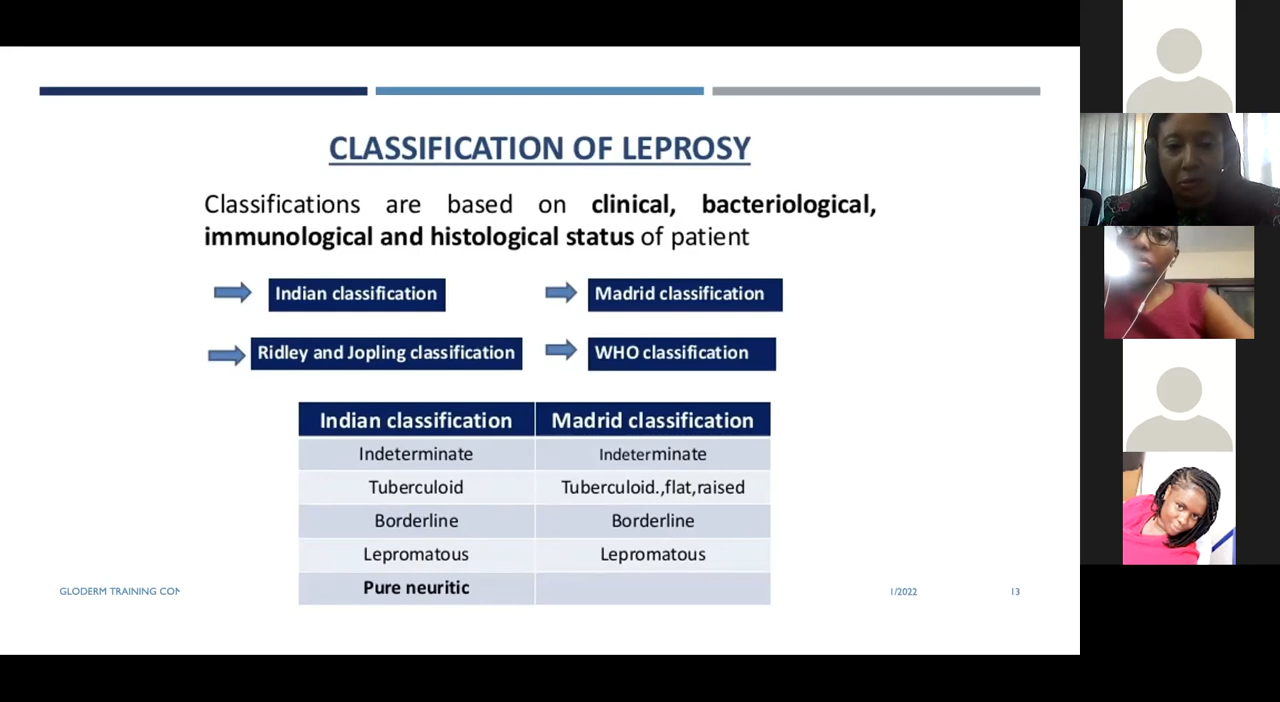 CLASSIFICATION OF LEPROSY
Classifications are based on clinical, bacteriological,
immunological and histological status of patient
Indian classification
Madrid classification
Ridley and Jopling classification
WHO classification
Indian classification Madrid classification
Indeterminate Indeterminate
Tuberculoid Tuberculoid.,flat,raised
Borderline Borderline
Lepromatous Lepromatous
Pure neuritic
GLODERM TRAINING 1/2022 13